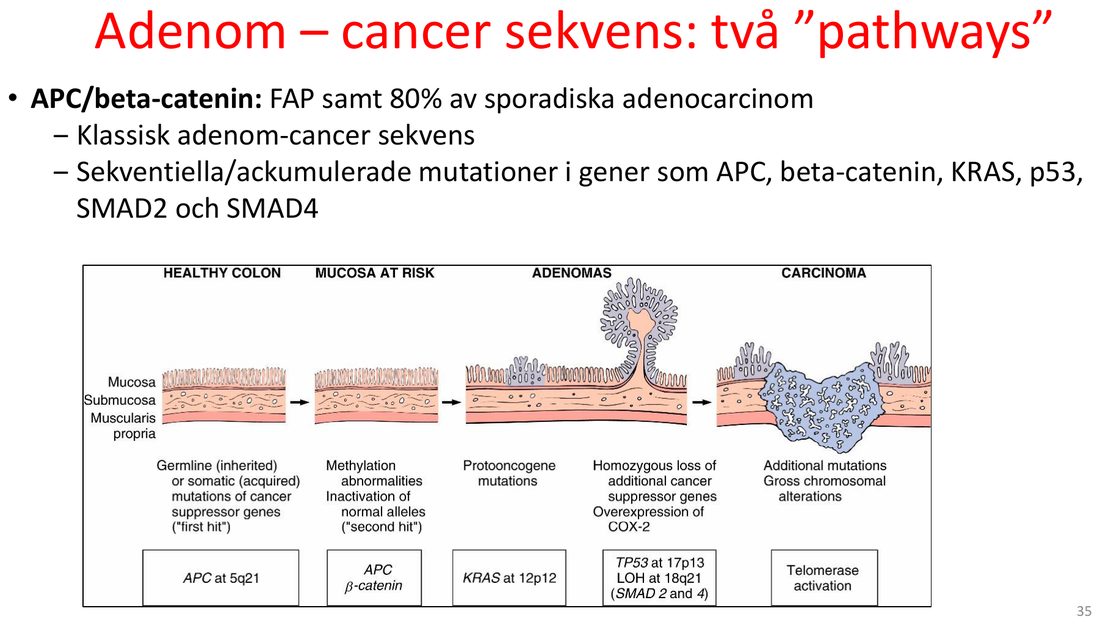 Adenom – cancer sekvens: två ”pathways”
• APC/beta-catenin: FAP samt 80% av sporadiska adenocarcinom
– Klassisk adenom-cancer sekvens
– Sekventiella/ackumulerade mutationer i gener som APC, beta-catenin, KRAS, p53,
SMAD2 och SMAD4
HEALTHY COLON
MUCOSA AT RISK
ADENOMAS
CARCINOMA
Mucosa
Submucosa
Muscularis
propria
Germline (inherited)
or somatic (acquired)
mutations of cancer
suppressor genes
("first hit")
Methylation
abnormalities
Inactivation of
normal alleles
("second hit")
Protooncogene
mutations
Homozygous loss of
additional cancer
suppressor genes
Overexpression of
COX-2
Additional mutations
Gross chromosomal
alterations
APC at 5q21
APC
β-catenin
KRAS at 12p12
TP53 at 17p13
LOH at 18q21
(SMAD 2 and 4)
Telomerase
activation
35